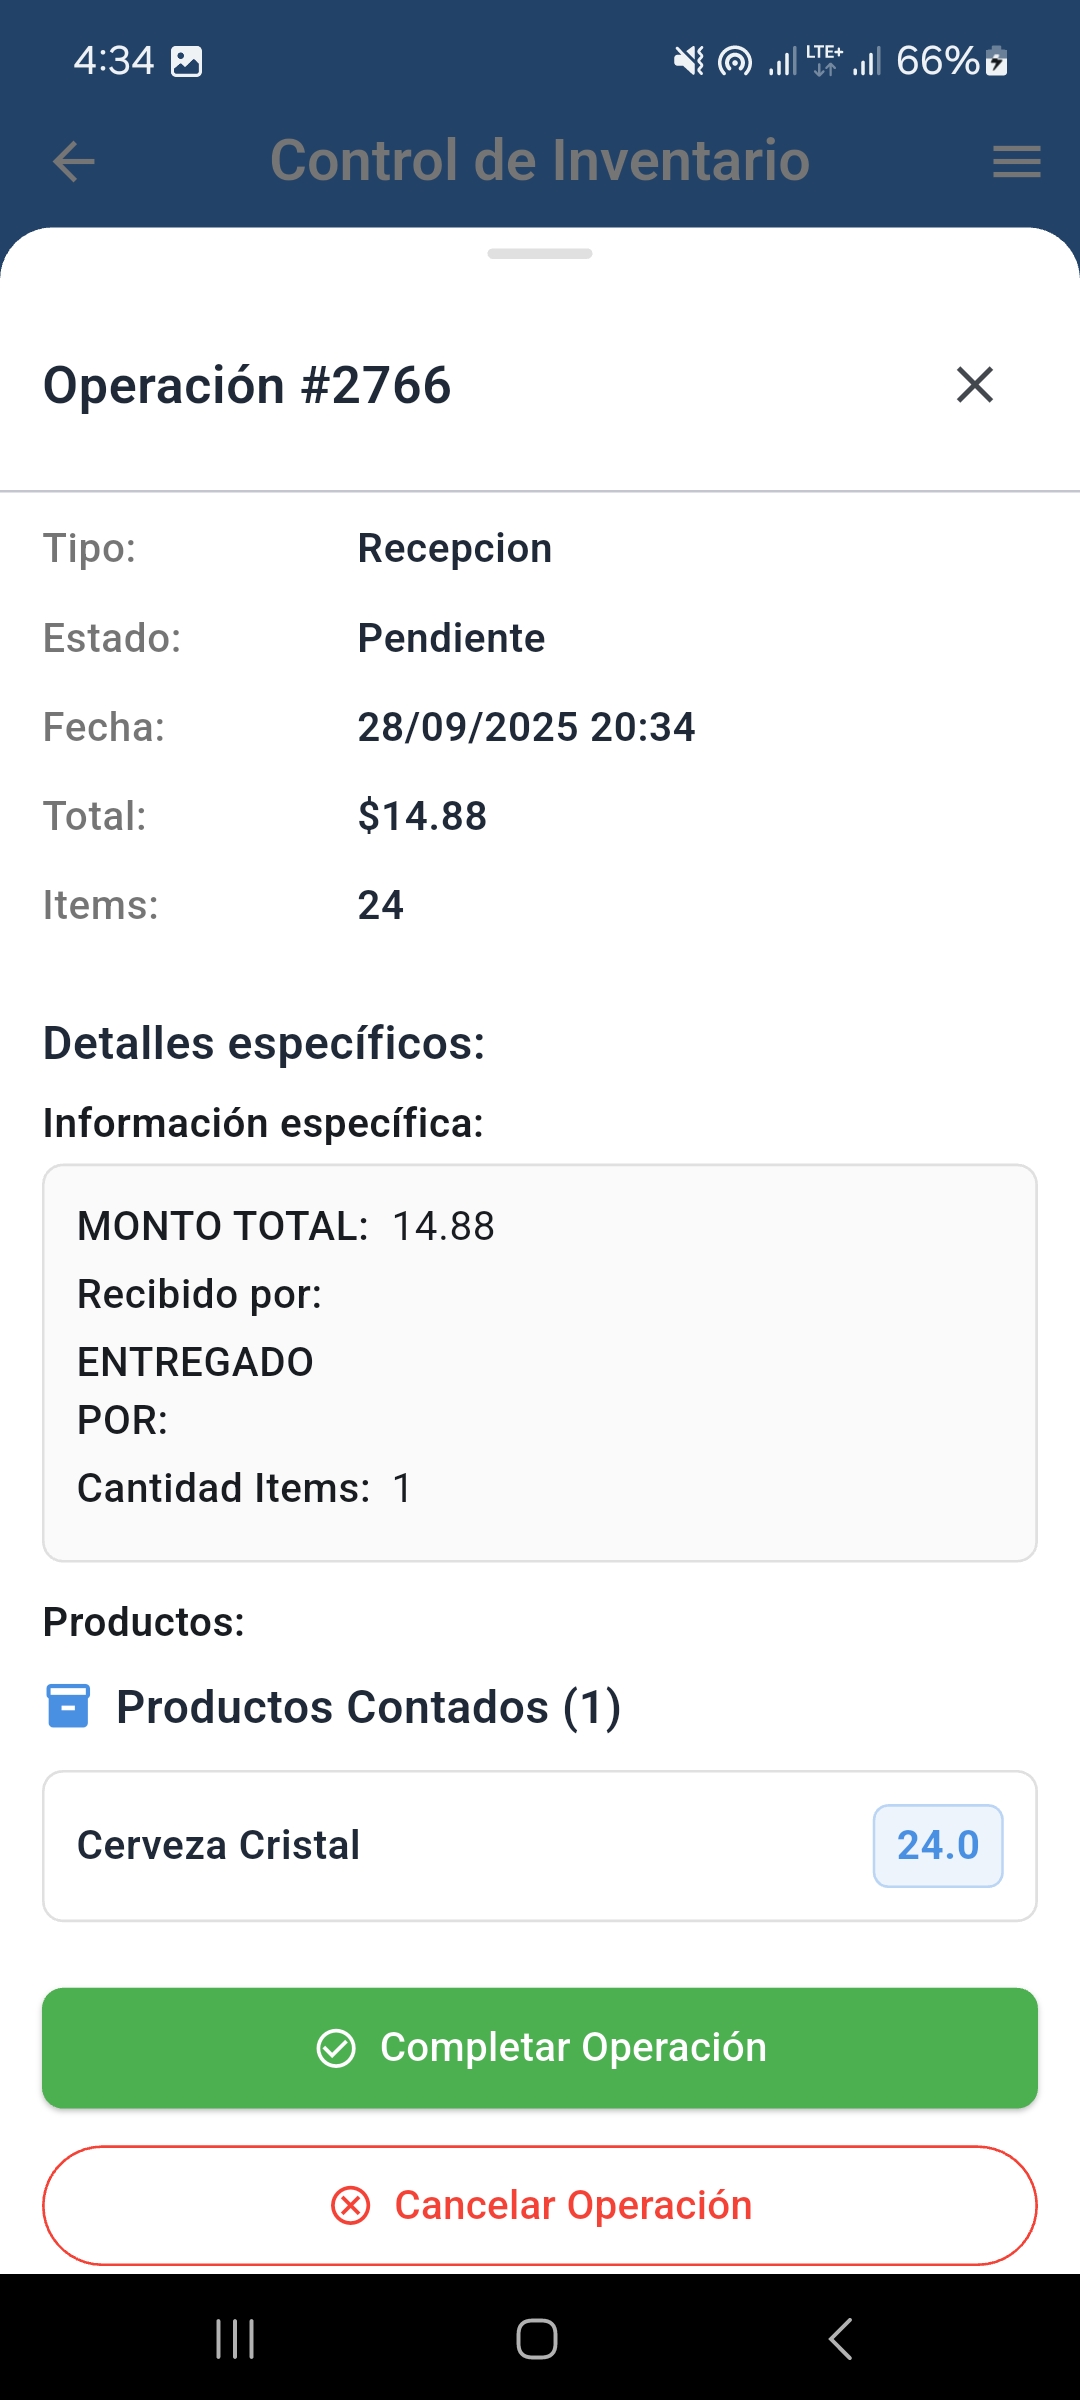 4:34
LTE+
66%
Control de Inventario
Operación #2766
Tipo: Recepcion
Estado: Pendiente
Fecha: 28/09/2025 20:34
Total: $14.88
Items: 24
Detalles específicos:
Información específica:
MONTO TOTAL: 14.88
Recibido por:
ENTREGADO
POR:
Cantidad Items: 1
Productos:
Productos Contados (1)
Cerveza Cristal 24.0
Completar Operación
Cancelar Operación